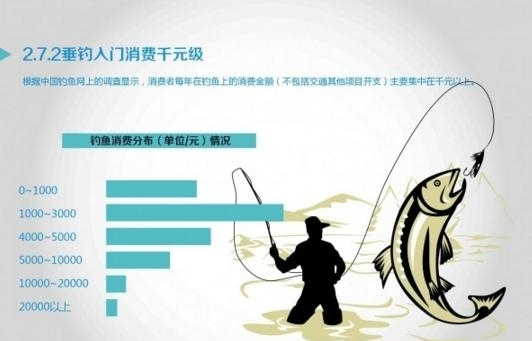 2.7.2垂钓入门消费千元级
根据中国钓鱼网上的调查显示，消费者每年在钓鱼上的消费金额（不包括交通其他项目开支）主要集中在千元以上。
钓鱼消费分布（单位/元）情况
0~1000
1000~3000
4000~5000
5000~10000
10000~20000
20000以上